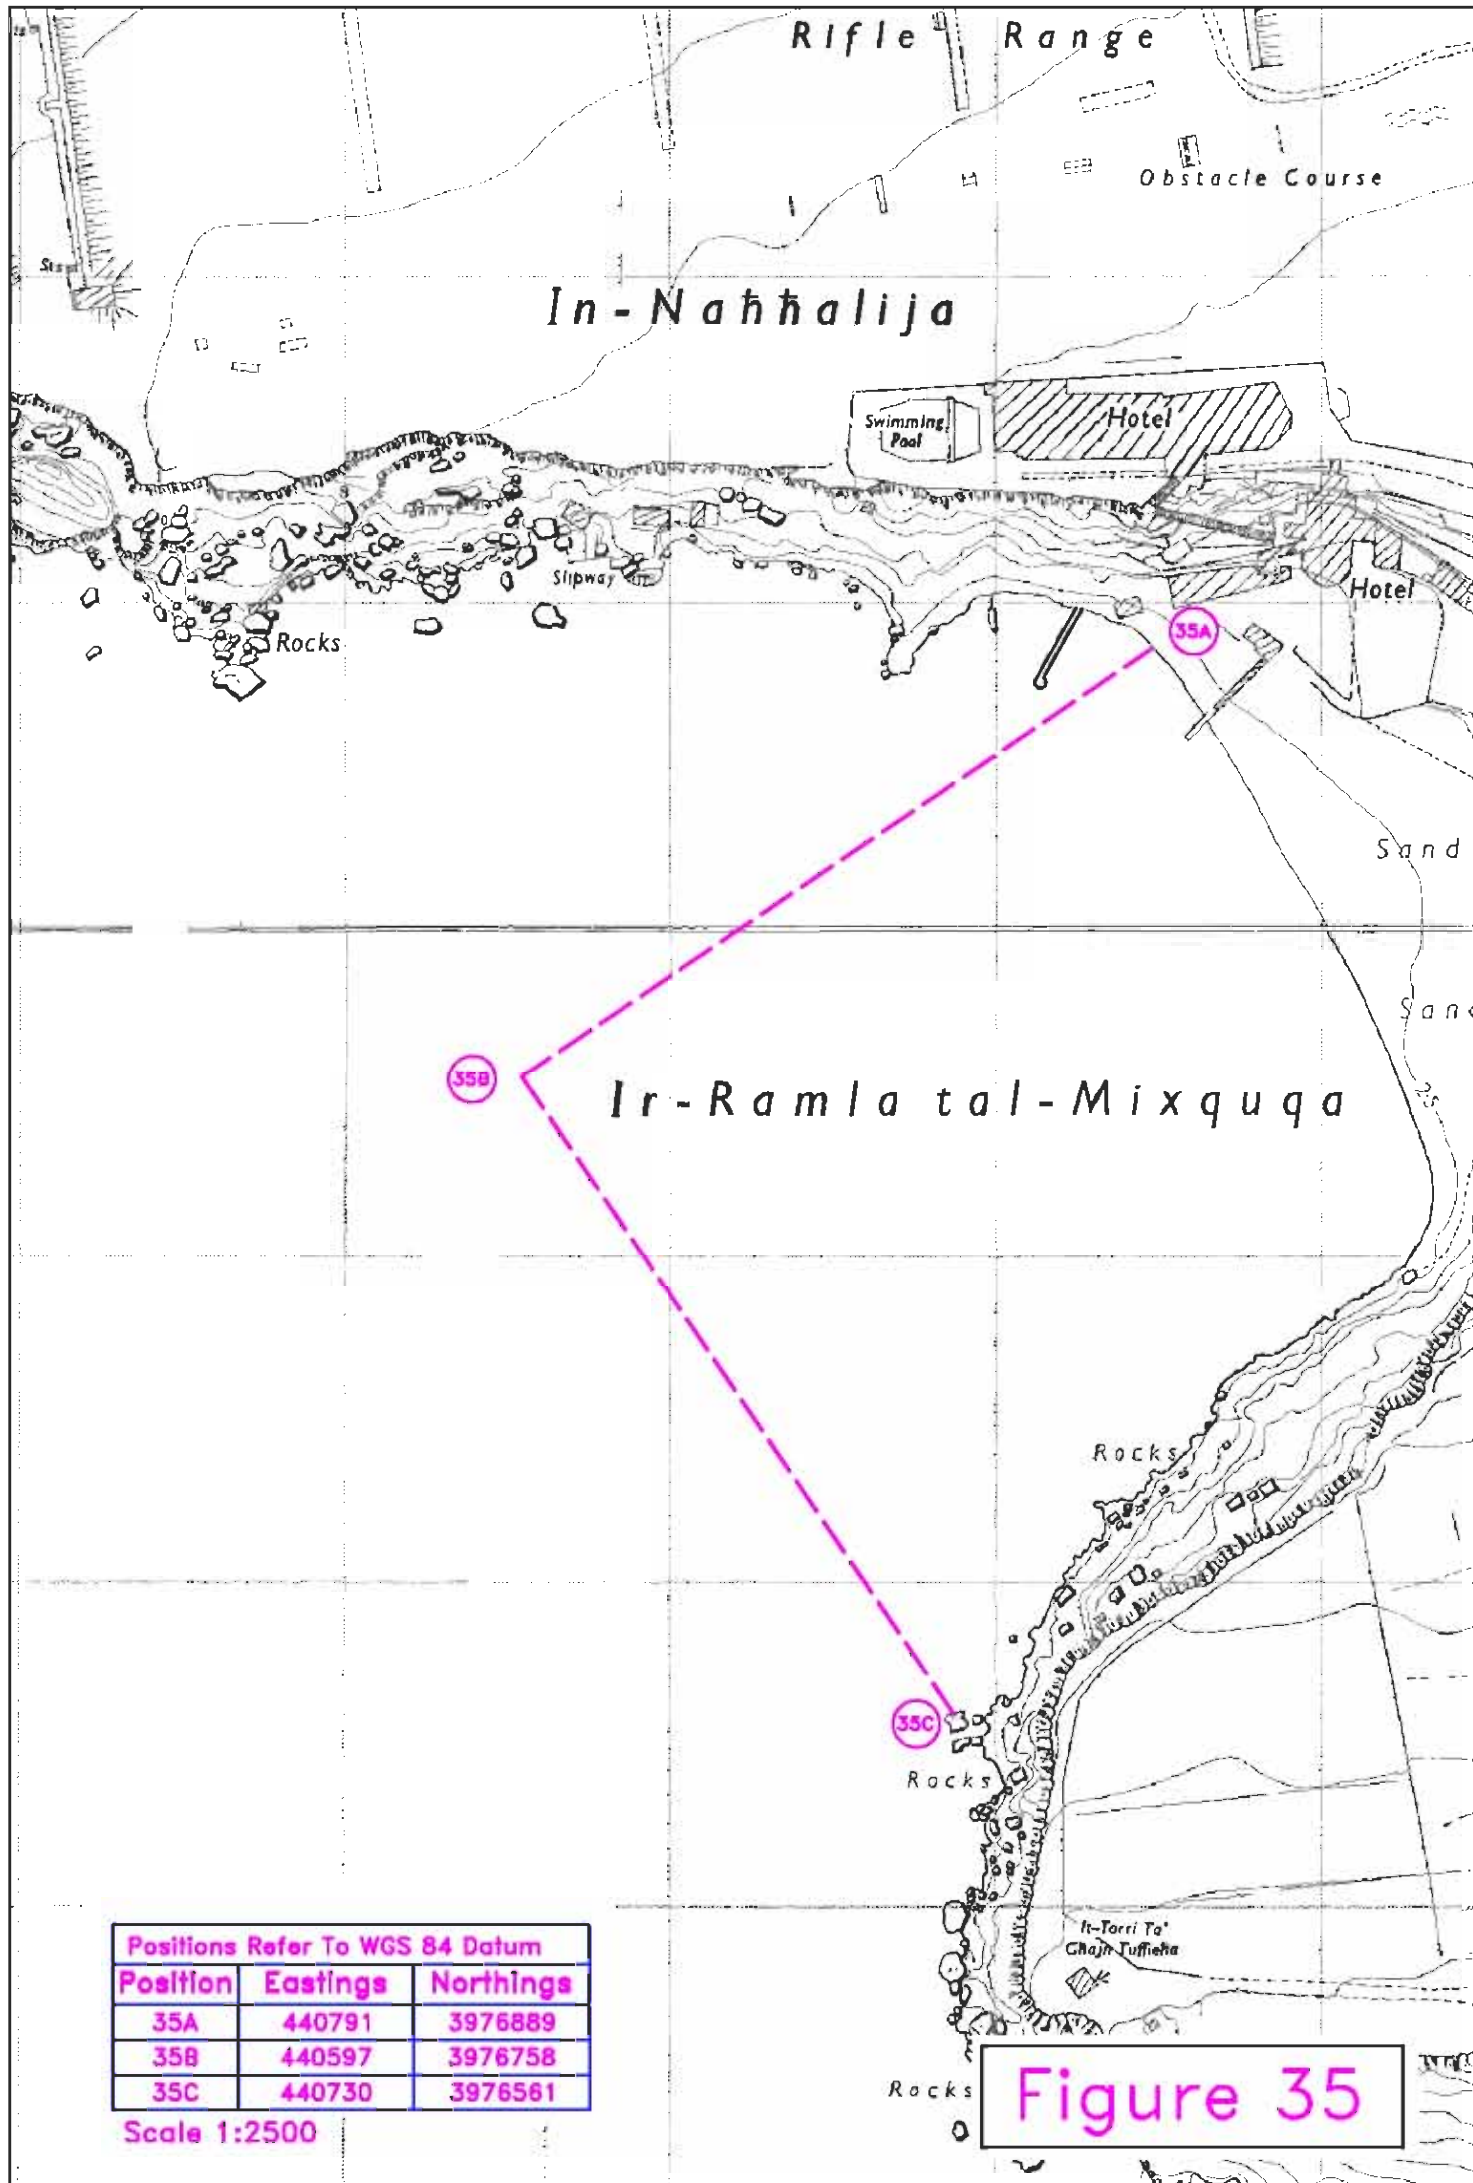 Rifle Range
Obstacle Course
In-Naħħalija
Swimming Pool
Hotel
Slipway
Hotel
35A
Rocks
Sand
35B
Ir-Ramla tal-Mixquqa
25
Rocks
35C
Rocks
It-Torri Ta'
Għajn Tuffieħa
Positions Refer To WGS 84 Datum
Position Eastings Northings
35A 440791 3976889
35B 440597 3976758
35C 440730 3976561
Scale 1:2500
Rocks
Figure 35